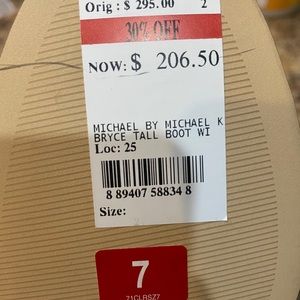 Orig : $ 295.00 2
30% OFF
NOW: $ 206.50
MICHAEL BY MICHAEL K
BRYCE TALL BOOT WI
Loc: 25
8 89407 58834 8
Size:
7
71CLRSZ7